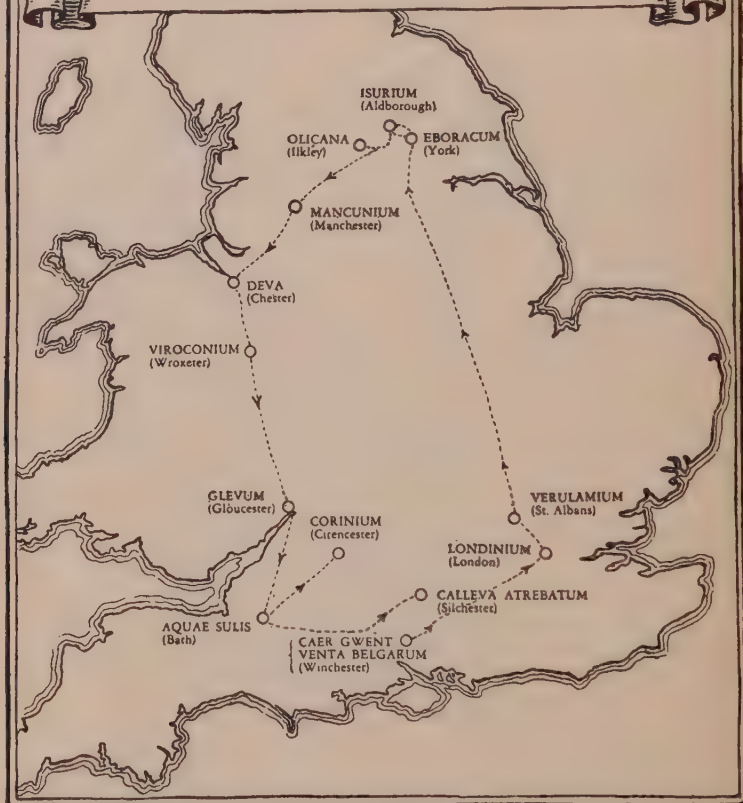 ISURIUM
(Aldborough)
OLICANA
(Ilkley)
EBORACUM
(York)
MANCUNIUM
(Manchester)
DEVA
(Chester)
VIROCONIUM
(Wroxeter)
GLEVUM
(Gloucester)
CORINIUM
(Cirencester)
VERULAMIUM
(St. Albans)
LONDINIUM
(London)
CALLEVA ATREBATUM
(Silchester)
AQUAE SULIS
(Bath)
CAER GWENT
VENTA BELGARUM
(Winchester)